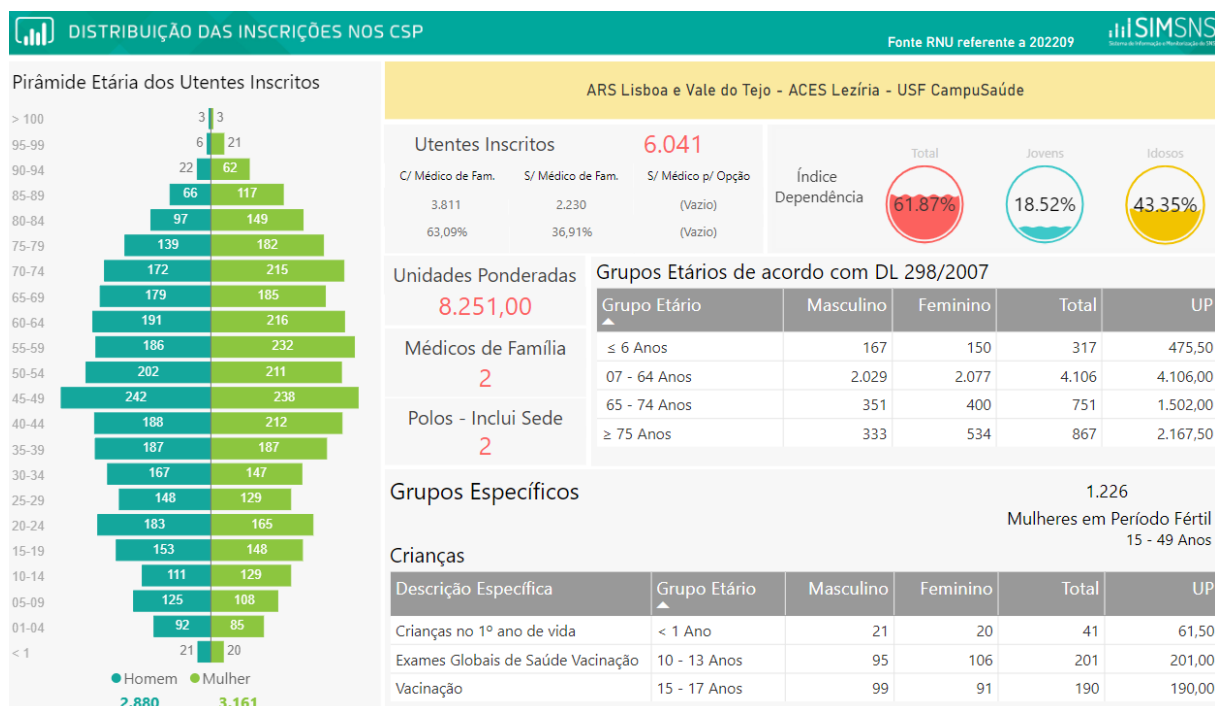 DISTRIBUIÇÃO DAS INSCRIÇÕES NOS CSP
Fonte RNU referente a 202209
SIMSNS
Sistema de Informação e Monitorização do SNS
Pirâmide Etária dos Utentes Inscritos
> 100 3 3
95-99 6 21
90-94 22 62
85-89 66 117
80-84 97 149
75-79 139 182
70-74 172 215
65-69 179 185
60-64 191 216
55-59 186 232
50-54 202 211
45-49 242 238
40-44 188 212
35-39 187 187
30-34 167 147
25-29 148 129
20-24 183 165
15-19 153 148
10-14 111 129
05-09 125 108
01-04 92 85
< 1 21 20
Homem Mulher
2.880 3.161
ARS Lisboa e Vale do Tejo - ACES Lezíria - USF CampuSaúde
Utentes Inscritos 6.041
C/ Médico de Fam. S/ Médico de Fam. S/ Médico p/ Opção
3.811 2.230 (Vazio)
63,09% 36,91% (Vazio)
Índice
Dependência
Total Jovens Idosos
61.87% 18.52% 43.35%
Unidades Ponderadas
8.251,00
Médicos de Família
2
Polos - Inclui Sede
2
Grupos Etários de acordo com DL 298/2007
Grupo Etário Masculino Feminino Total UP
≤ 6 Anos 167 150 317 475,50
07 - 64 Anos 2.029 2.077 4.106 4.106,00
65 - 74 Anos 351 400 751 1.502,00
≥ 75 Anos 333 534 867 2.167,50
Grupos Específicos
1.226
Mulheres em Período Fértil
15 - 49 Anos
Crianças
Descrição Específica Grupo Etário Masculino Feminino Total UP
Crianças no 1º ano de vida < 1 Ano 21 20 41 61,50
Exames Globais de Saúde Vacinação 10 - 13 Anos 95 106 201 201,00
Vacinação 15 - 17 Anos 99 91 190 190,00